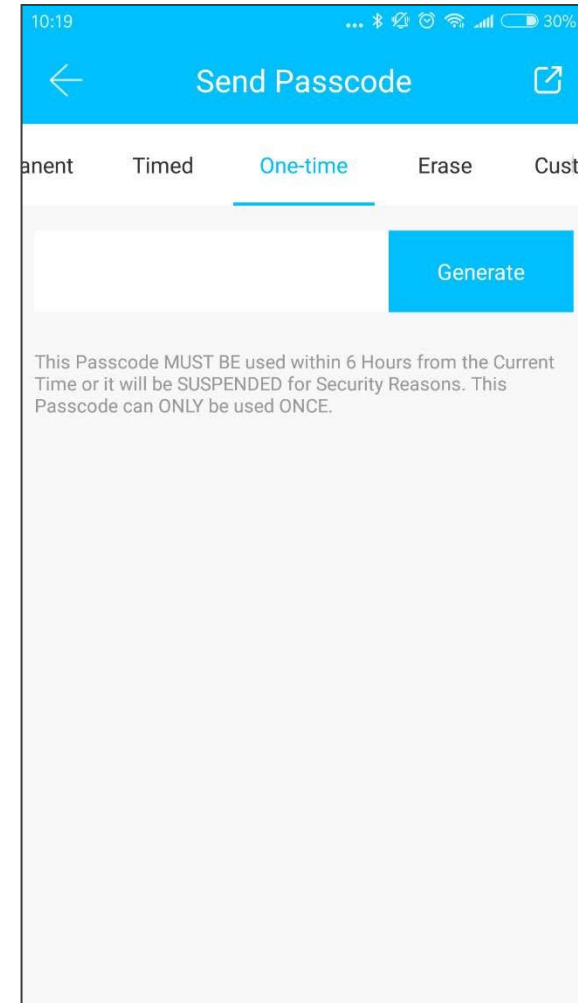 10:19 ... 30%
Send Passcode
anent Timed One-time Erase Cust
Generate
This Passcode MUST BE used within 6 Hours from the Current
Time or it will be SUSPENDED for Security Reasons. This
Passcode can ONLY be used ONCE.